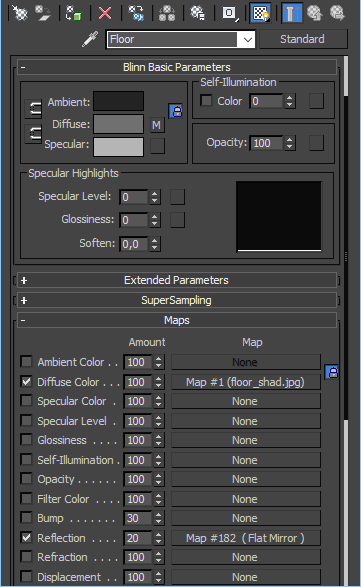 Floor Standard
- Blinn Basic Parameters
Self-Illumination
Ambient: Color 0
Diffuse: M
Specular: Opacity: 100
Specular Highlights
Specular Level: 0
Glossiness: 0
Soften: 0,0
+ Extended Parameters
+ SuperSampling
- Maps
Amount Map
Ambient Color . . 100 None
Diffuse Color . . . 100 Map #1 (floor_shad.jpg)
Specular Color . 100 None
Specular Level . 100 None
Glossiness . . . . 100 None
Self-Illumination . 100 None
Opacity . . . . . . 100 None
Filter Color . . . . 100 None
Bump . . . . . . . . 30 None
Reflection . . . . . 20 Map #182 ( Flat Mirror )
Refraction . . . . 100 None
Displacement . . 100 None